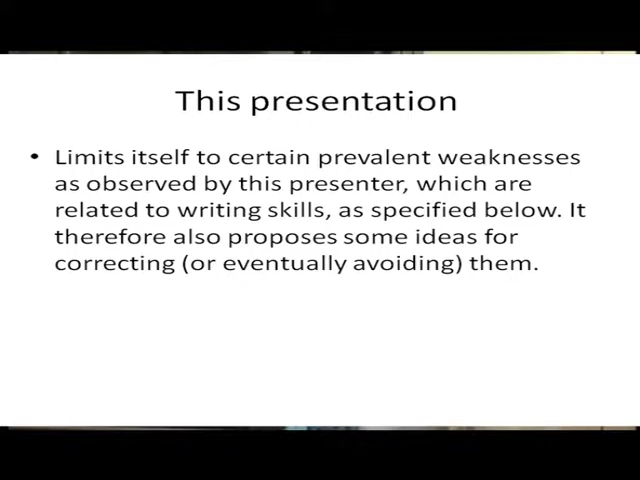 This presentation
• Limits itself to certain prevalent weaknesses
as observed by this presenter, which are
related to writing skills, as specified below. It
therefore also proposes some ideas for
correcting (or eventually avoiding) them.